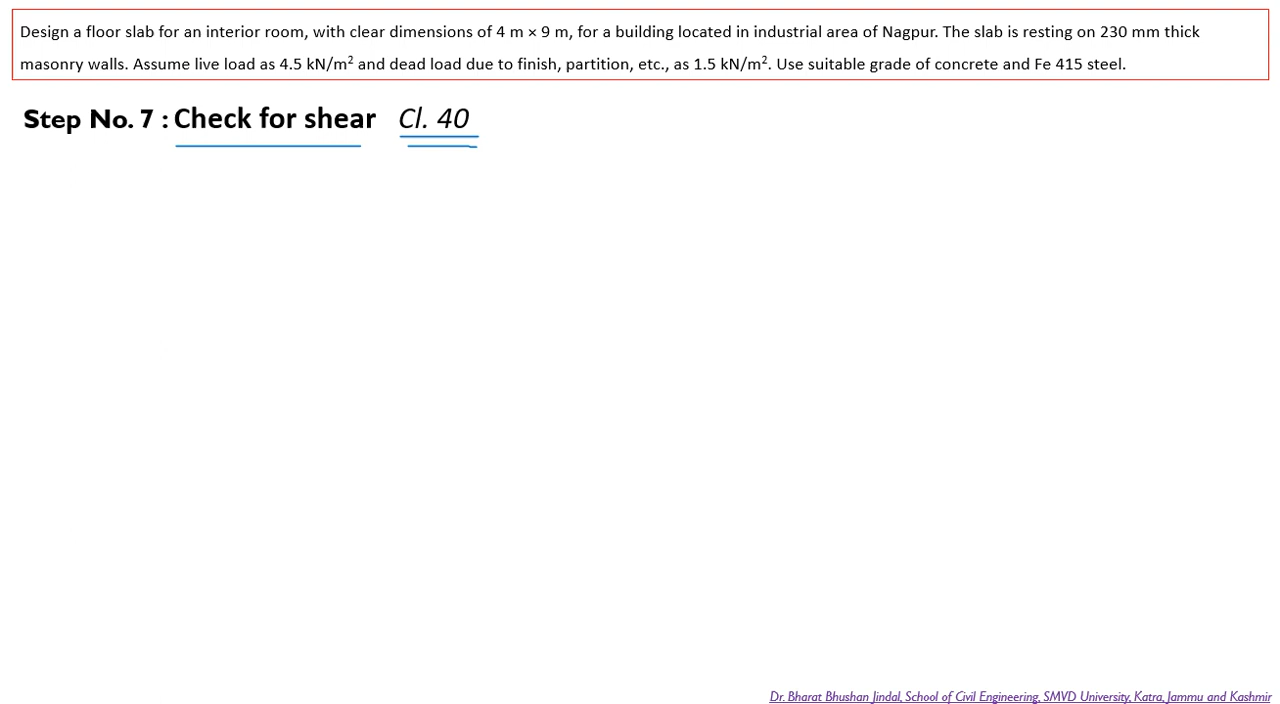 Design a floor slab for an interior room, with clear dimensions of 4 m × 9 m, for a building located in industrial area of Nagpur. The slab is resting on 230 mm thick
masonry walls. Assume live load as 4.5 kN/m² and dead load due to finish, partition, etc., as 1.5 kN/m². Use suitable grade of concrete and Fe 415 steel.
Step No. 7 : Check for shear Cl. 40
Dr. Bharat Bhushan Jindal, School of Civil Engineering, SMVD University, Katra, Jammu and Kashmir